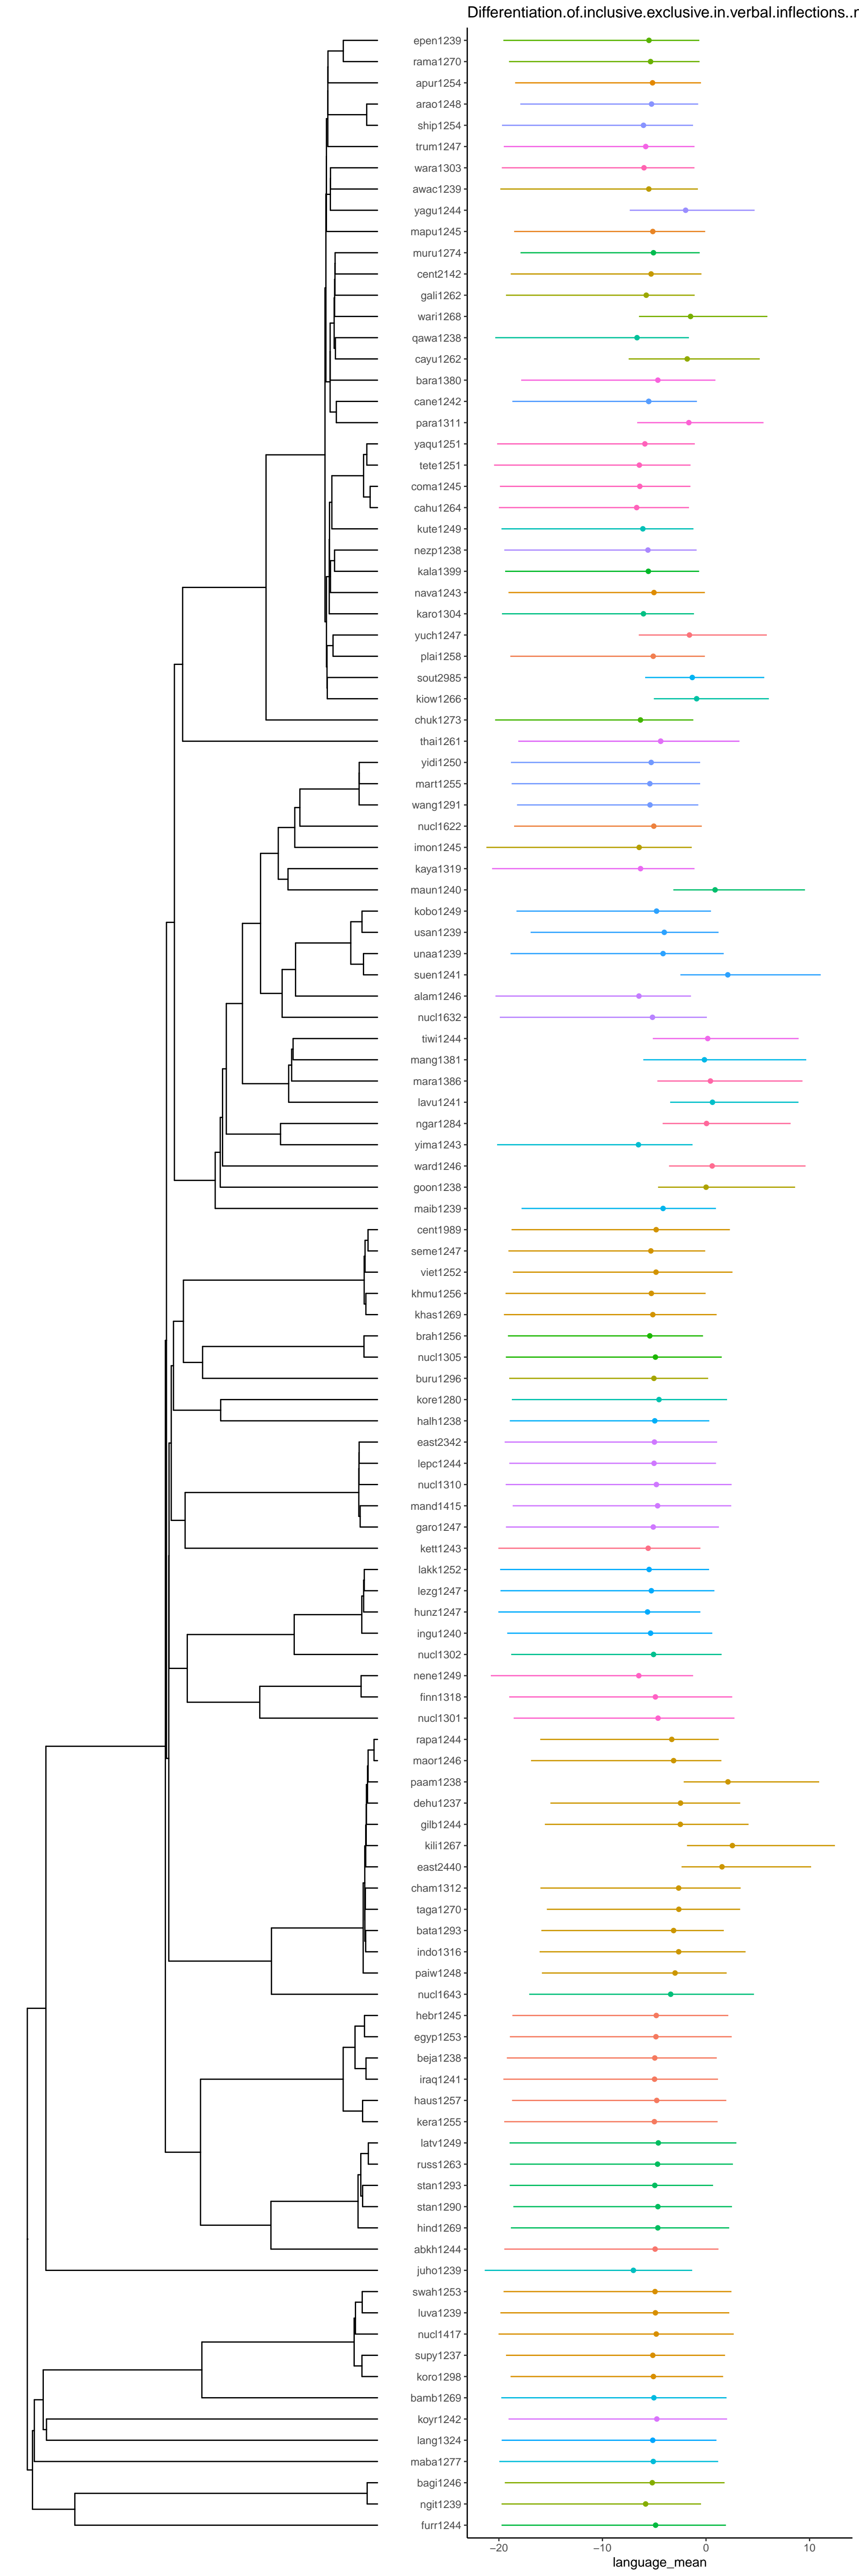 Differentiation.of.inclusive.exclusive.in.verbal.inflections..
epen1239
rama1270
apur1254
arao1248
ship1254
trum1247
wara1303
awac1239
yagu1244
mapu1245
muru1274
cent2142
gali1262
wari1268
qawa1238
cayu1262
bara1380
cane1242
para1311
yaqu1251
tete1251
coma1245
cahu1264
kute1249
nezp1238
kala1399
nava1243
karo1304
yuch1247
plai1258
sout2985
kiow1266
chuk1273
thai1261
yidi1250
mart1255
wang1291
nucl1622
imon1245
kaya1319
maun1240
kobo1249
usan1239
unaa1239
suen1241
alam1246
nucl1632
tiwi1244
mang1381
mara1386
lavu1241
ngar1284
yima1243
ward1246
goon1238
maib1239
cent1989
seme1247
viet1252
khmu1256
khas1269
brah1256
nucl1305
buru1296
kore1280
halh1238
east2342
lepc1244
nucl1310
mand1415
garo1247
kett1243
lakk1252
lezg1247
hunz1247
ingu1240
nucl1302
nene1249
finn1318
nucl1301
rapa1244
maor1246
paam1238
dehu1237
gilb1244
kili1267
east2440
cham1312
taga1270
bata1293
indo1316
paiw1248
nucl1643
hebr1245
egyp1253
beja1238
iraq1241
haus1257
kera1255
latv1249
russ1263
stan1293
stan1290
hind1269
abkh1244
juho1239
swah1253
luva1239
nucl1417
supy1237
koro1298
bamb1269
koyr1242
lang1324
maba1277
bagi1246
ngit1239
furr1244
−20 −10 0 10
language_mean